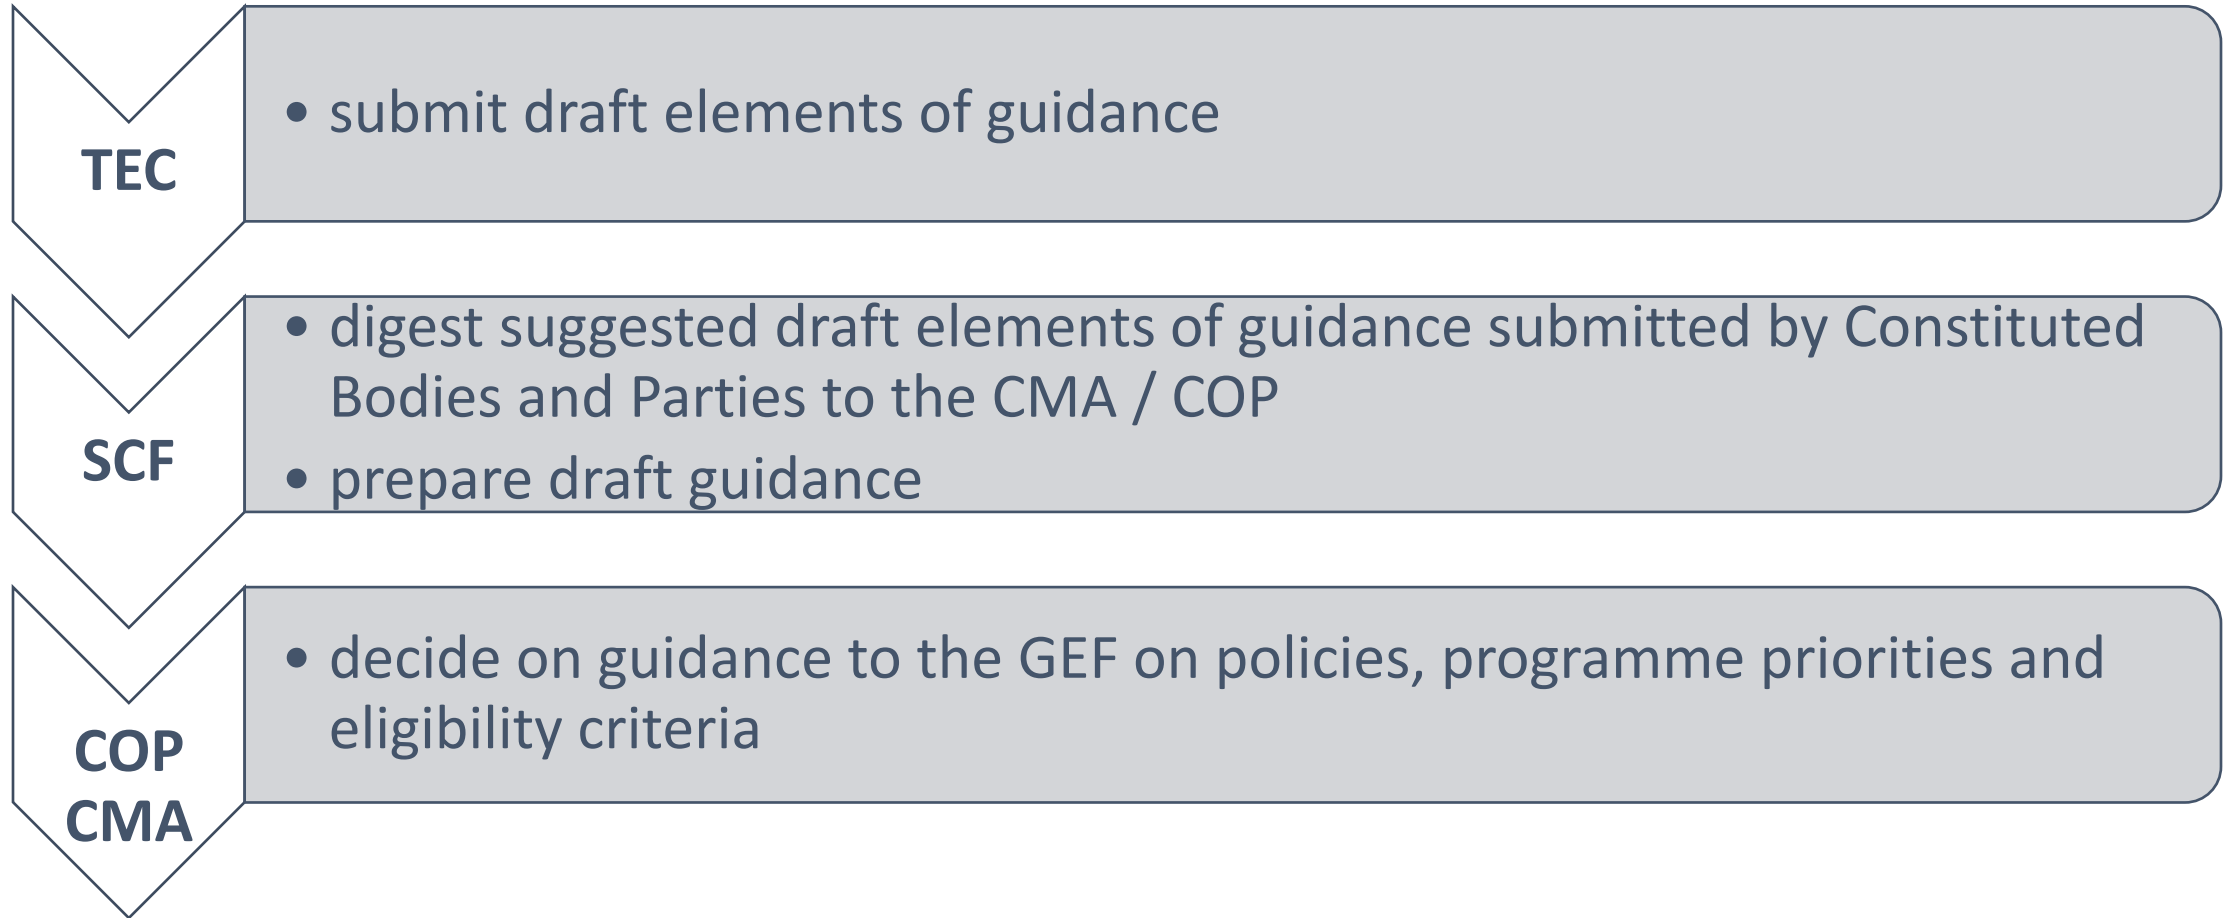 TEC
• submit draft elements of guidance
SCF
• digest suggested draft elements of guidance submitted by Constituted
Bodies and Parties to the CMA / COP
• prepare draft guidance
COP
CMA
• decide on guidance to the GEF on policies, programme priorities and
eligibility criteria